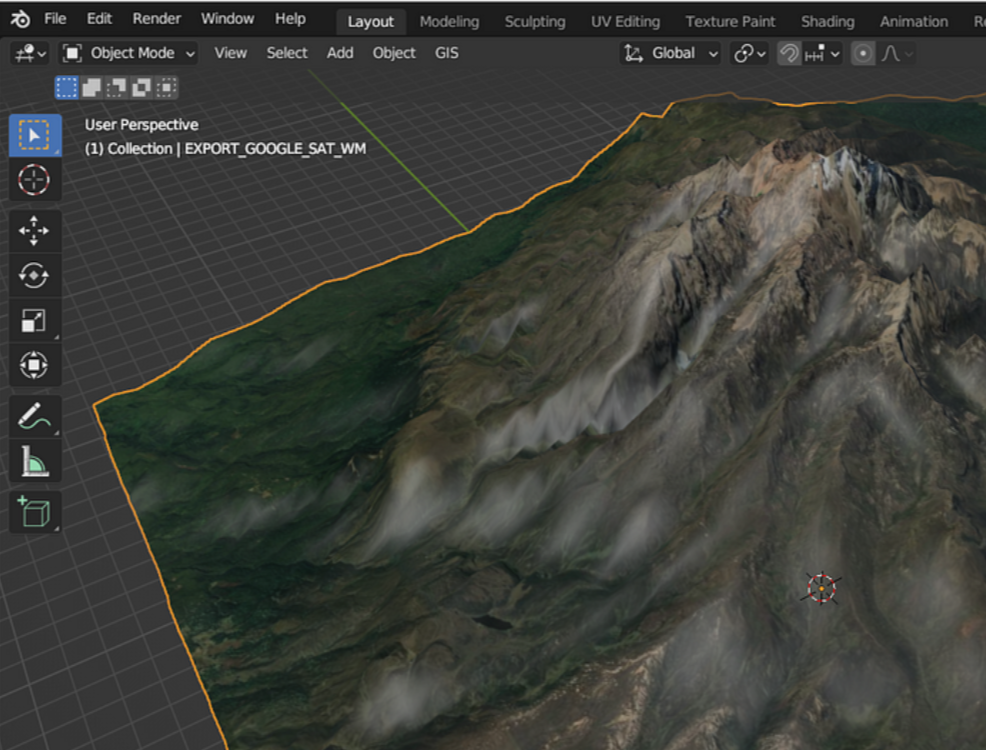 File Edit Render Window Help Layout Modeling Sculpting UV Editing Texture Paint Shading Animation
Object Mode View Select Add Object GIS Global
User Perspective
(1) Collection | EXPORT_GOOGLE_SAT_WM